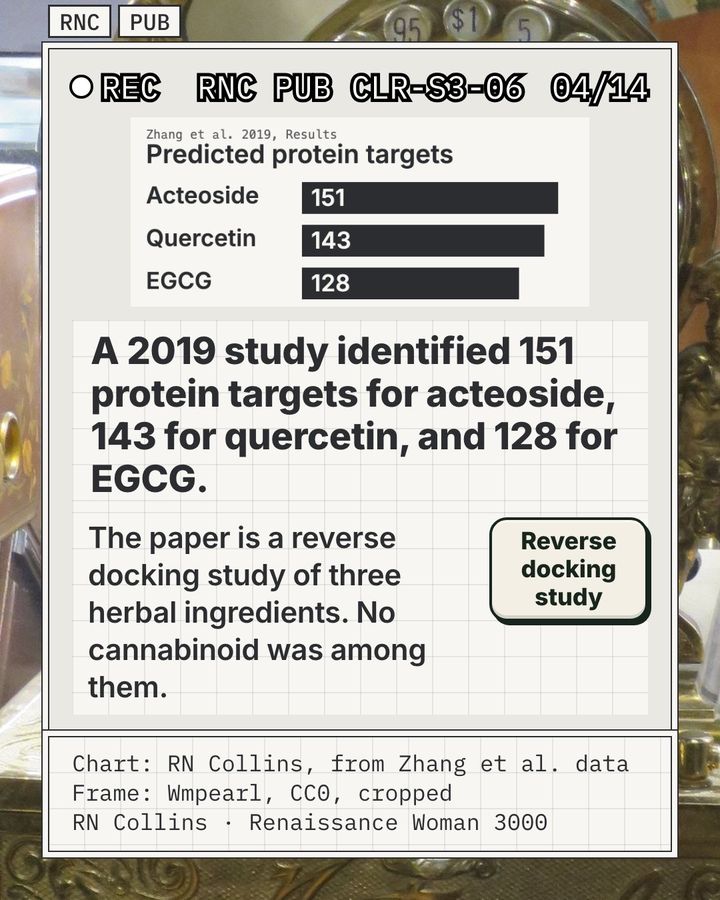 95 $1 5
RNC PUB
REC RNC PUB CLR-S3-06 04/14
Zhang et al. 2019, Results
Predicted protein targets
Acteoside 151
Quercetin 143
EGCG 128
A 2019 study identified 151
protein targets for acteoside,
143 for quercetin, and 128 for
EGCG.
The paper is a reverse
docking study of three
herbal ingredients. No
cannabinoid was among
them.
Reverse
docking
study
Chart: RN Collins, from Zhang et al. data
Frame: Wmpearl, CC0, cropped
RN Collins · Renaissance Woman 3000